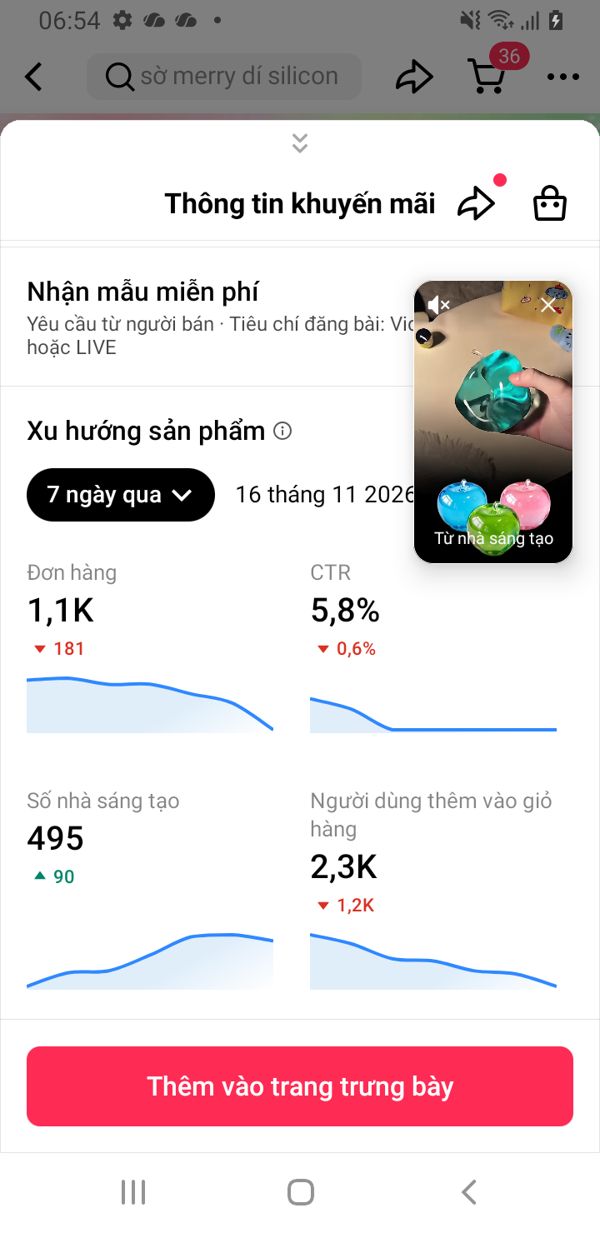 06:54
36
sờ merry dí silicon
Thông tin khuyến mãi
Nhận mẫu miễn phí
Yêu cầu từ người bán · Tiêu chí đăng bài: Vid
hoặc LIVE
Xu hướng sản phẩm
7 ngày qua
16 tháng 11 2026
Từ nhà sáng tạo
Đơn hàng
CTR
1,1K
5,8%
181
0,6%
Số nhà sáng tạo
Người dùng thêm vào giỏ
hàng
495
2,3K
90
1,2K
Thêm vào trang trưng bày